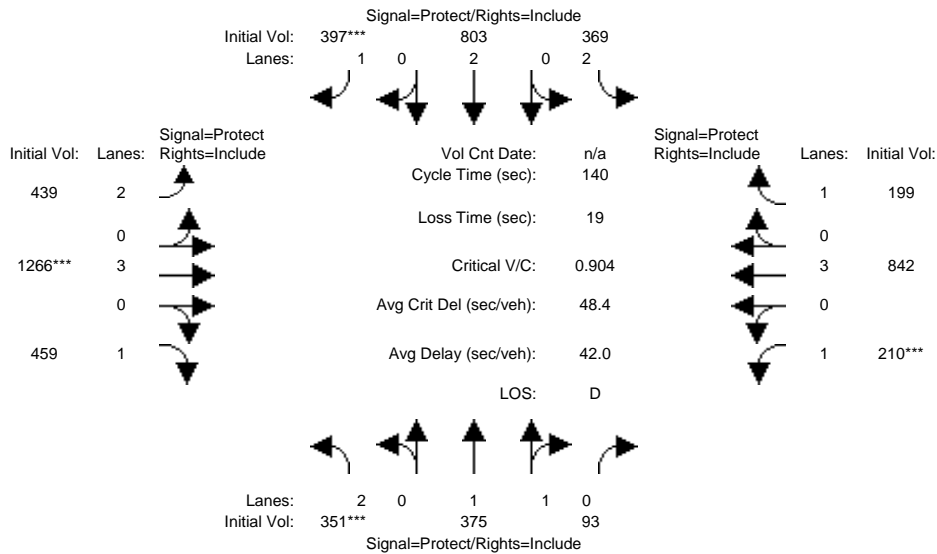 Signal=Protect/Rights=Include
Initial Vol: 397*** 803 369
Lanes: 1 0 2 0 2
Signal=Protect
Rights=Include
Initial Vol: Lanes:
Vol Cnt Date: n/a
Signal=Protect
Rights=Include
Lanes: Initial Vol:
Cycle Time (sec): 140
439 2
1 199
Loss Time (sec): 19
0
0
1266*** 3
Critical V/C: 0.904
3 842
0
Avg Crit Del (sec/veh): 48.4
0
459 1
Avg Delay (sec/veh): 42.0
1 210***
LOS: D
Lanes: 2 0 1 1 0
Initial Vol: 351*** 375 93
Signal=Protect/Rights=Include